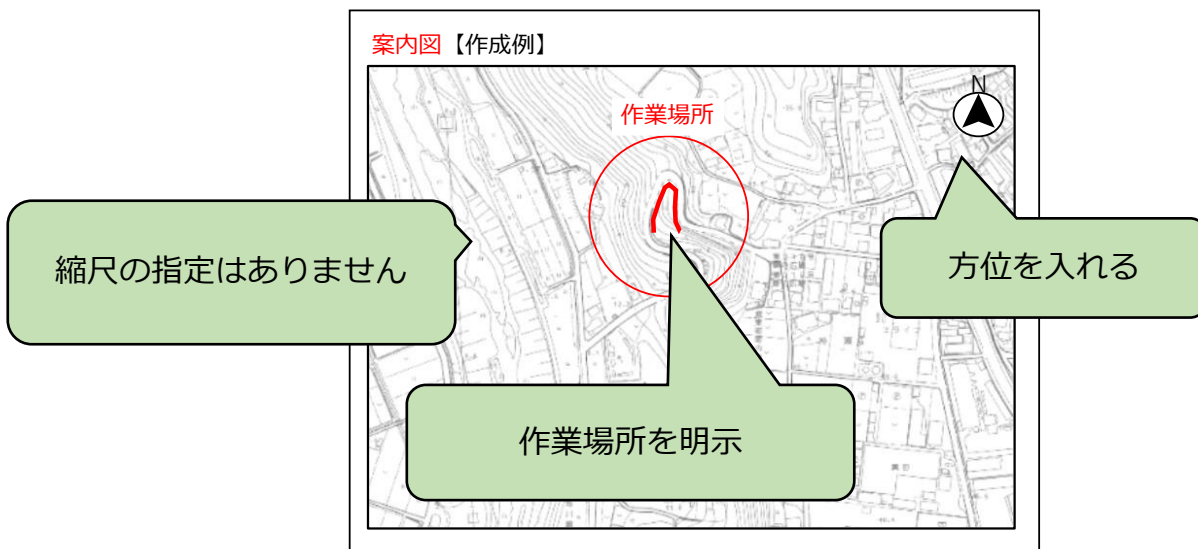 案内図【作成例】
N
作業場所
縮尺の指定はありません
方位を入れる
作業場所を明示